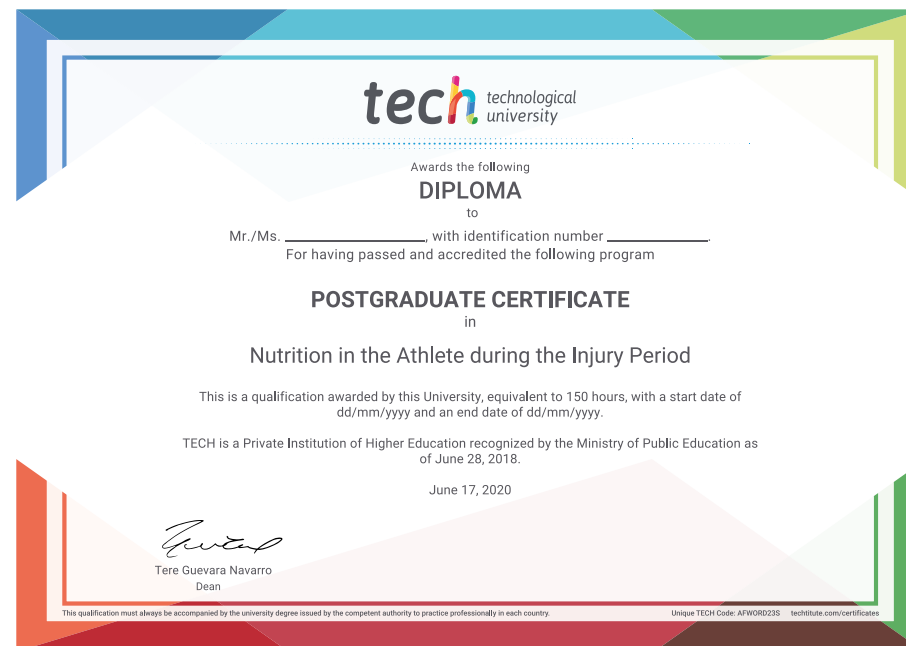 tech technological
university
Awards the following
DIPLOMA
to
Mr./Ms. ____________, with identification number ____________.
For having passed and accredited the following program
POSTGRADUATE CERTIFICATE
in
Nutrition in the Athlete during the Injury Period
This is a qualification awarded by this University, equivalent to 150 hours, with a start date of
dd/mm/yyyy and an end date of dd/mm/yyyy.
TECH is a Private Institution of Higher Education recognized by the Ministry of Public Education as
of June 28, 2018.
June 17, 2020
Tere Guevara Navarro
Dean
This qualification must always be accompanied by the university degree issued by the competent authority to practice professionally in each country. Unique TECH Code: AFWORD23S techtitute.com/certificates